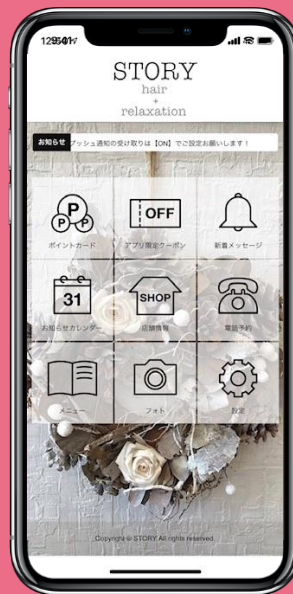 STORY
hair
+
relaxation
お知らせ
プッシュ通知の受け取りは【ON】でご設定お願いします！
P
P P
OFF
ポイントカード
アプリ限定クーポン
新着メッセージ
31
SHOP
お知らせカレンダー
店舗情報
電話予約
メニュー
フォト
設定
Copyright © STORY All rights reserved.